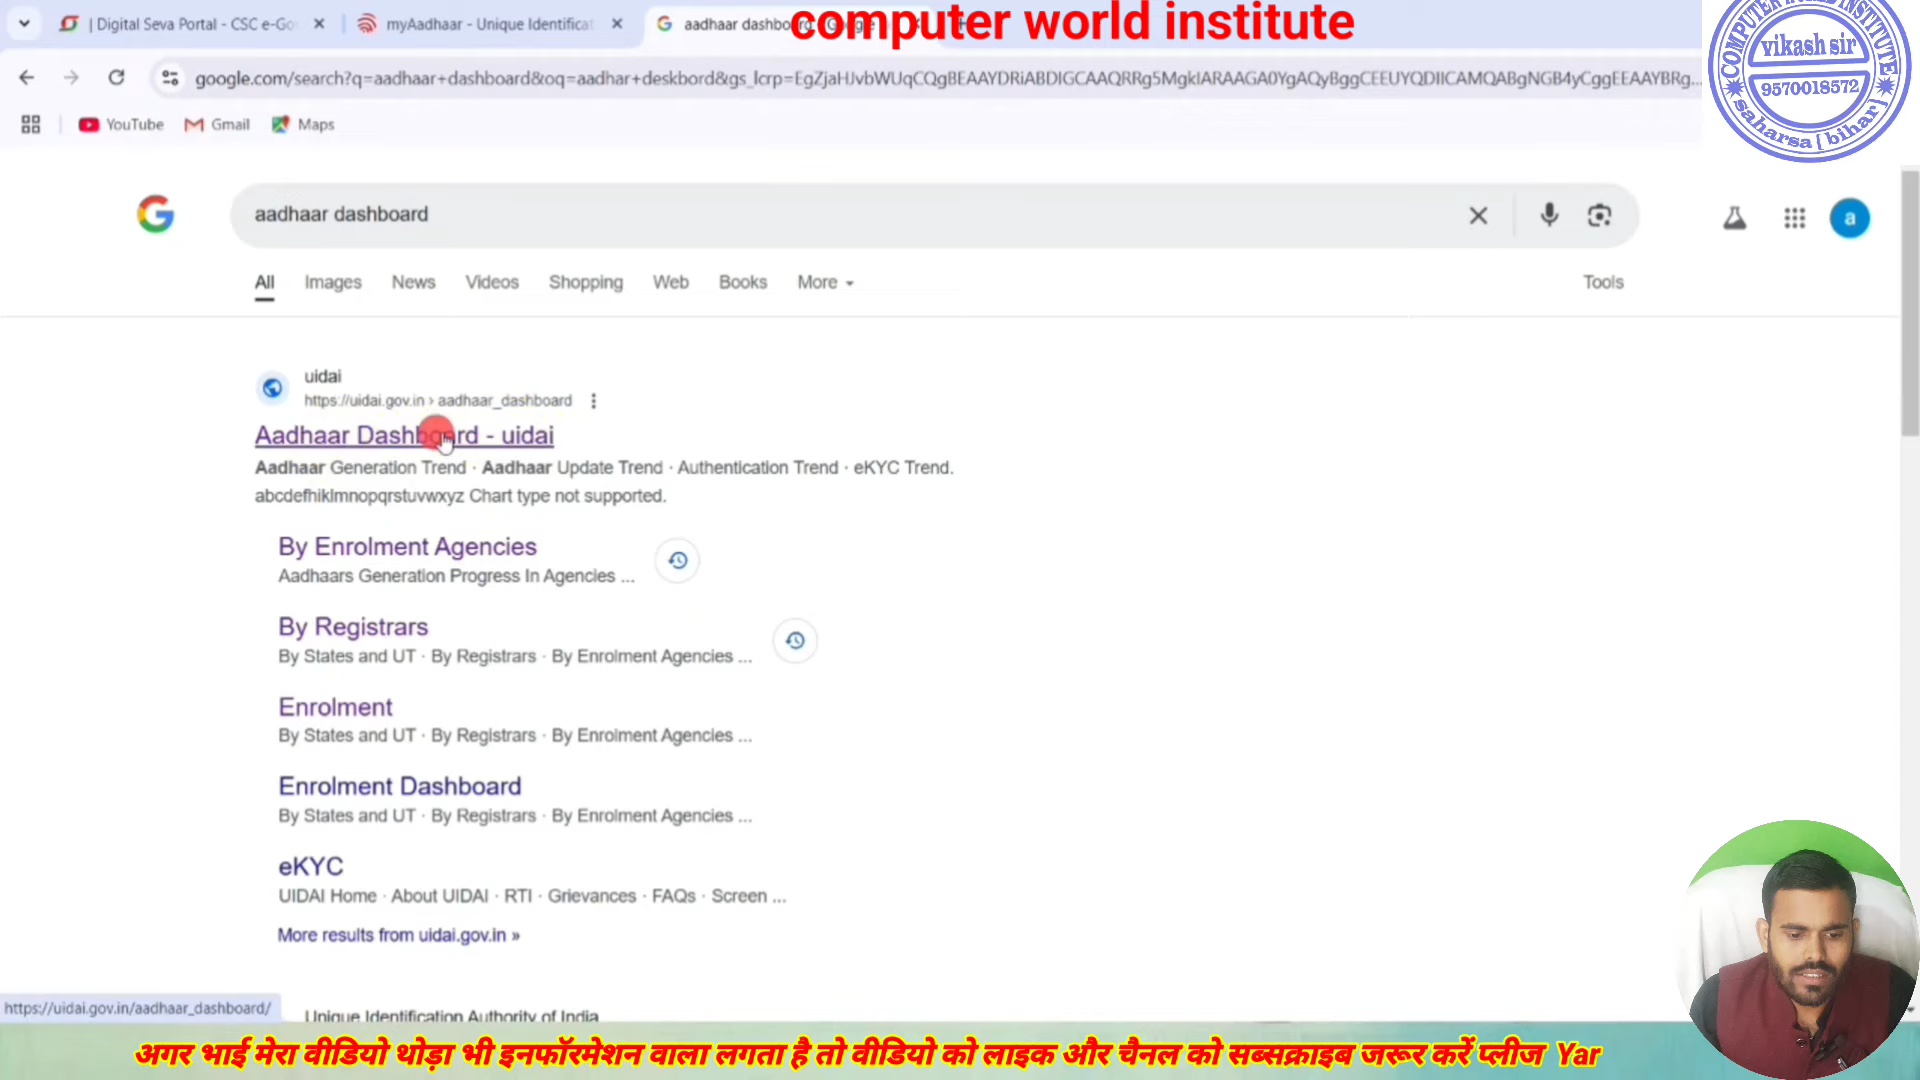 | Digital Seva Portal - CSC e-Go
myAadhaar - Unique Identificat
aadhaar dashbo
computer world institute
google.com/search?q=aadhaar+dashboard&oq=aadhar+deskbord&gs_lcrp=
YouTube
Gmail
Maps
COMPUTER WORLD INSTITUTE
vikash sir
9570018572
saharsa [ bihar ]
aadhaar dashboard
a
All
Images
News
Videos
Shopping
Web
Books
More
Tools
uidai
https://uidai.gov.in › aadhaar_dashboard
Aadhaar Dashboard - uidai
Aadhaar Generation Trend · Aadhaar Update Trend · Authentication Trend · eKYC Trend.
abcdefhiklmnopqrstuvwxyz Chart type not supported.
By Enrolment Agencies
Aadhaars Generation Progress In Agencies ...
By Registrars
By States and UT · By Registrars · By Enrolment Agencies ...
Enrolment
By States and UT · By Registrars · By Enrolment Agencies ...
Enrolment Dashboard
By States and UT · By Registrars · By Enrolment Agencies ...
eKYC
UIDAI Home · About UIDAI · RTI · Grievances · FAQs · Screen ...
More results from uidai.gov.in »
https://uidai.gov.in/aadhaar_dashboard/
Unique Identification Authority of India
अगर भाई मेरा वीडियो थोड़ा भी इनफॉरमेशन वाला लगता है तो वीडियो को लाइक और चैनल को सब्सक्राइब जरूर करें प्लीज Yar